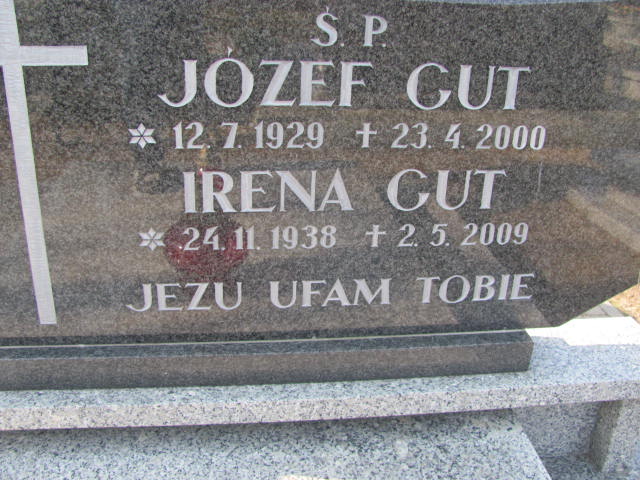 Ś. P.
JÓZEF GUT
* 12. 7. 1929 + 23. 4. 2000
IRENA GUT
* 24. 11. 1938 + 2. 5. 2009
JEZU UFAM TOBIE